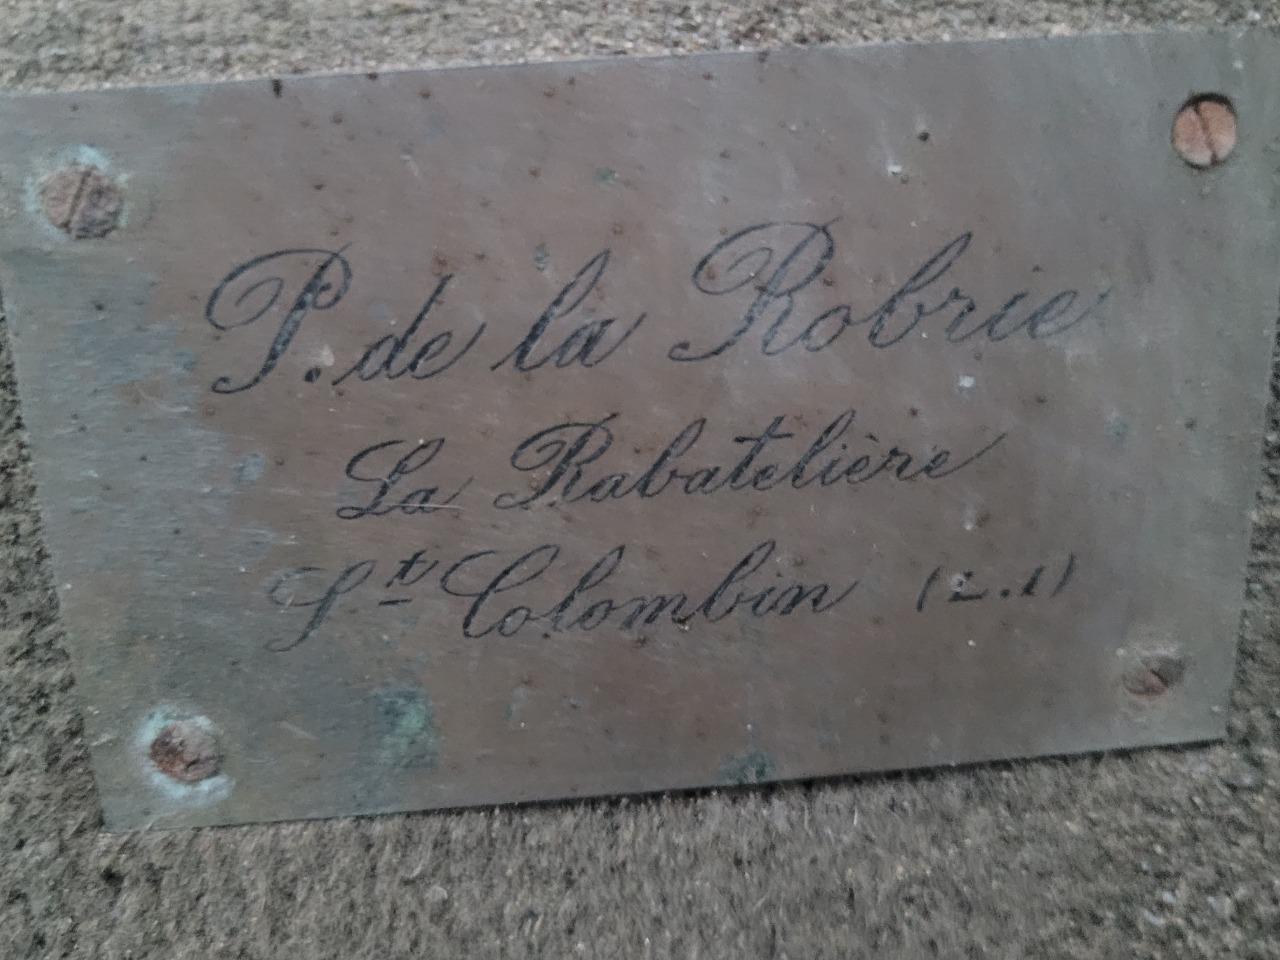 P. de la Robrie
La Rabatelière
St Colombin (L.I)